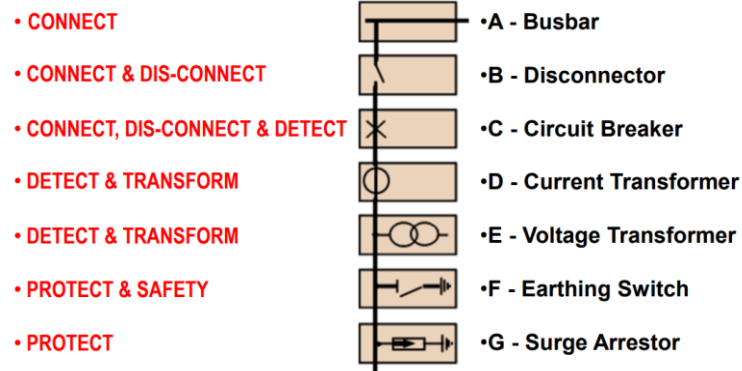 • CONNECT •A - Busbar
• CONNECT & DIS-CONNECT •B - Disconnector
• CONNECT, DIS-CONNECT & DETECT •C - Circuit Breaker
• DETECT & TRANSFORM •D - Current Transformer
• DETECT & TRANSFORM •E - Voltage Transformer
• PROTECT & SAFETY •F - Earthing Switch
• PROTECT •G - Surge Arrestor